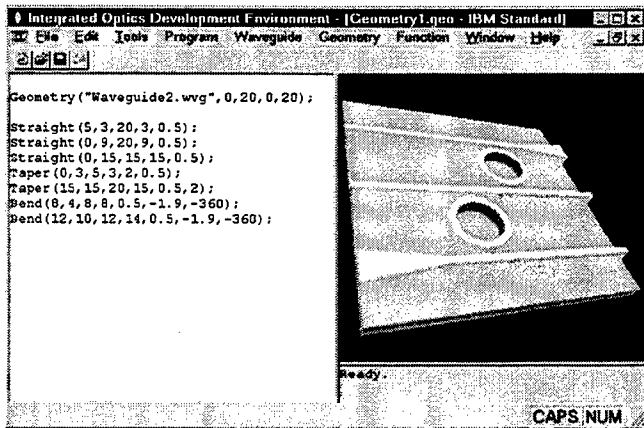 Integrated Optics Development Environment - [Geometry1.geo - IBM Standard]
File Edit Tools Program Waveguide Geometry Function Window Help
Geometry("Waveguide2.wvg",0,20,0,20);
Straight(5,3,20,3,0.5);
Straight(0,9,20,9,0.5);
Straight(0,15,15,15,0.5);
Taper(0,3,5,3,2,0.5);
Taper(15,15,20,15,0.5,2);
Bend(8,4,8,8,0.5,-1.9,-360);
Bend(12,10,12,14,0.5,-1.9,-360);
Ready.
CAPS NUM